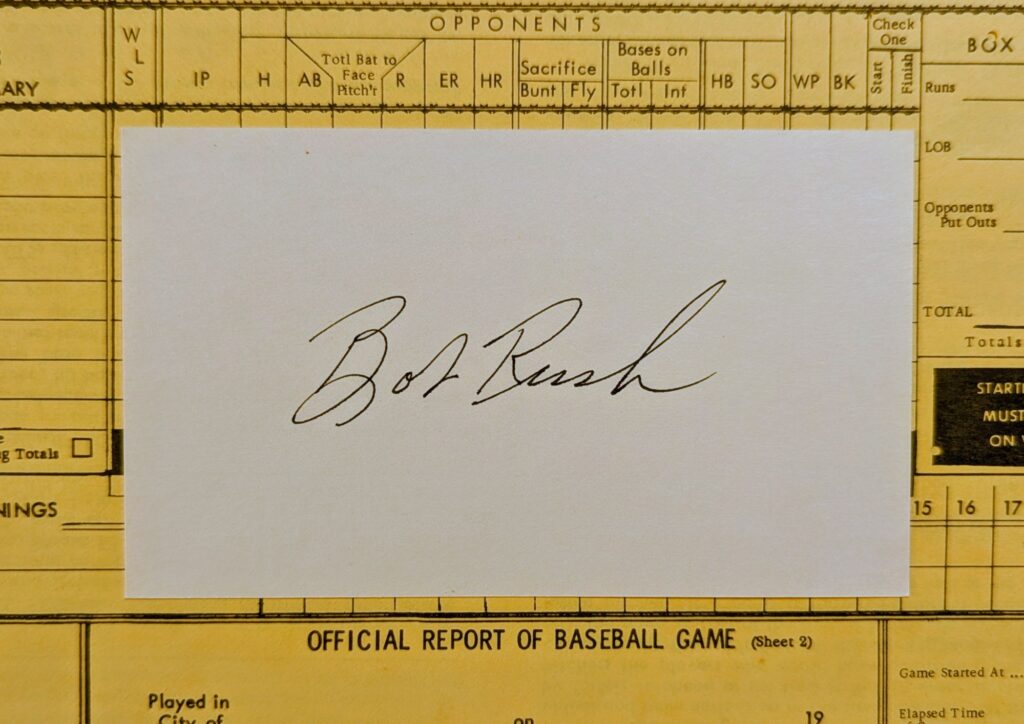 OPPONENTS
W L S
IP
H
AB
Totl Bat to Face Pitch'r
R
ER
HR
Sacrifice
Bunt Fly
Bases on Balls
Totl Int
HB
SO
WP
BK
Check One
Start
Finish
BOX
ARY
Runs
LOB
Opponents
Put Outs
TOTAL
Totals
Bob Rush
START
MUST
ON
g Totals
NINGS
15 16 17
OFFICIAL REPORT OF BASEBALL GAME (Sheet 2)
Game Started At ...
Played in
City of
on
19
Elapsed Time